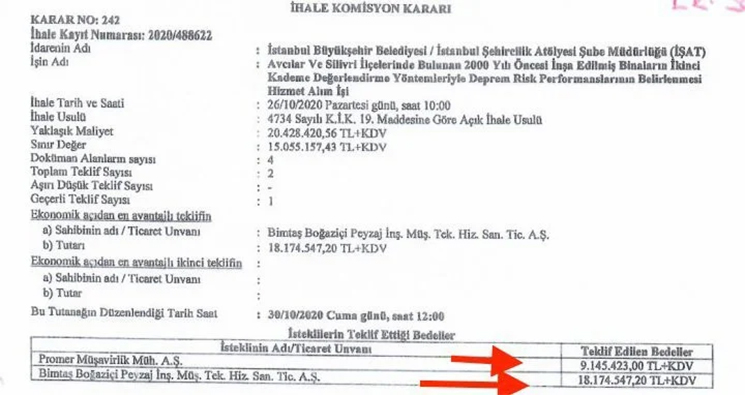 İHALE KOMİSYON KARARI
KARAR NO: 242
İhale Kayıt Numarası: 2020/488622
İdarenin Adı : İstanbul Büyükşehir Belediyesi / İstanbul Şehircilik Atölyesi Şube Müdürlüğü (İŞAT)
İşin Adı : Avcılar Ve Silivri İlçelerinde Bulunan 2000 Yılı Öncesi İnşa Edilmiş Binaların İkinci
Kademe Değerlendirme Yöntemleriyle Deprem Risk Performanslarının Belirlenmesi
Hizmet Alım İşi
İhale Tarih ve Saati : 26/10/2020 Pazartesi günü, saat 10:00
İhale Usulü : 4734 Sayılı K.İ.K. 19. Maddesine Göre Açık İhale Usulü
Yaklaşık Maliyet : 20.428.420,56 TL+KDV
Sınır Değer : 15.055.157,43 TL+KDV
Doküman Alanların sayısı : 4
Toplam Teklif Sayısı : 2
Aşırı Düşük Teklif Sayısı : -
Geçerli Teklif Sayısı : 1
Ekonomik açıdan en avantajlı teklifin
a) Sahibinin adı / Ticaret Unvanı : Bimtaş Boğaziçi Peyzaj İnş. Müş. Tek. Hiz. San. Tic. A.Ş.
b) Tutarı : 18.174.547,20 TL+KDV
Ekonomik açıdan en avantajlı ikinci teklifin :
a) Sahibinin adı / Ticaret Unvanı :
b) Tutar :
Bu Tutanağın Düzenlendiği Tarih Saat : 30/10/2020 Cuma günü, saat 12:00
İsteklilerin Teklif Ettiği Bedeller
İsteklinin Adı/Ticaret Unvanı Teklif Edilen Bedeller
Promer Müşavirlik Müh. A.Ş. 9.145.423,00 TL+KDV
Bimtaş Boğaziçi Peyzaj İnş. Müş. Tek. Hiz. San. Tic. A.Ş. 18.174.547,20 TL+KDV